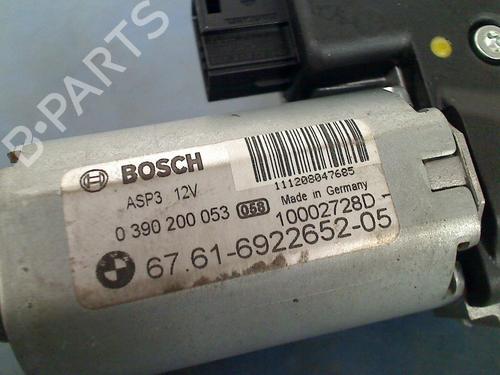 B-PARTS
BOSCH
111208047685
ASP3 12V
Made in Germany
0 390 200 053 058 10002728D
67.61-6922652-05